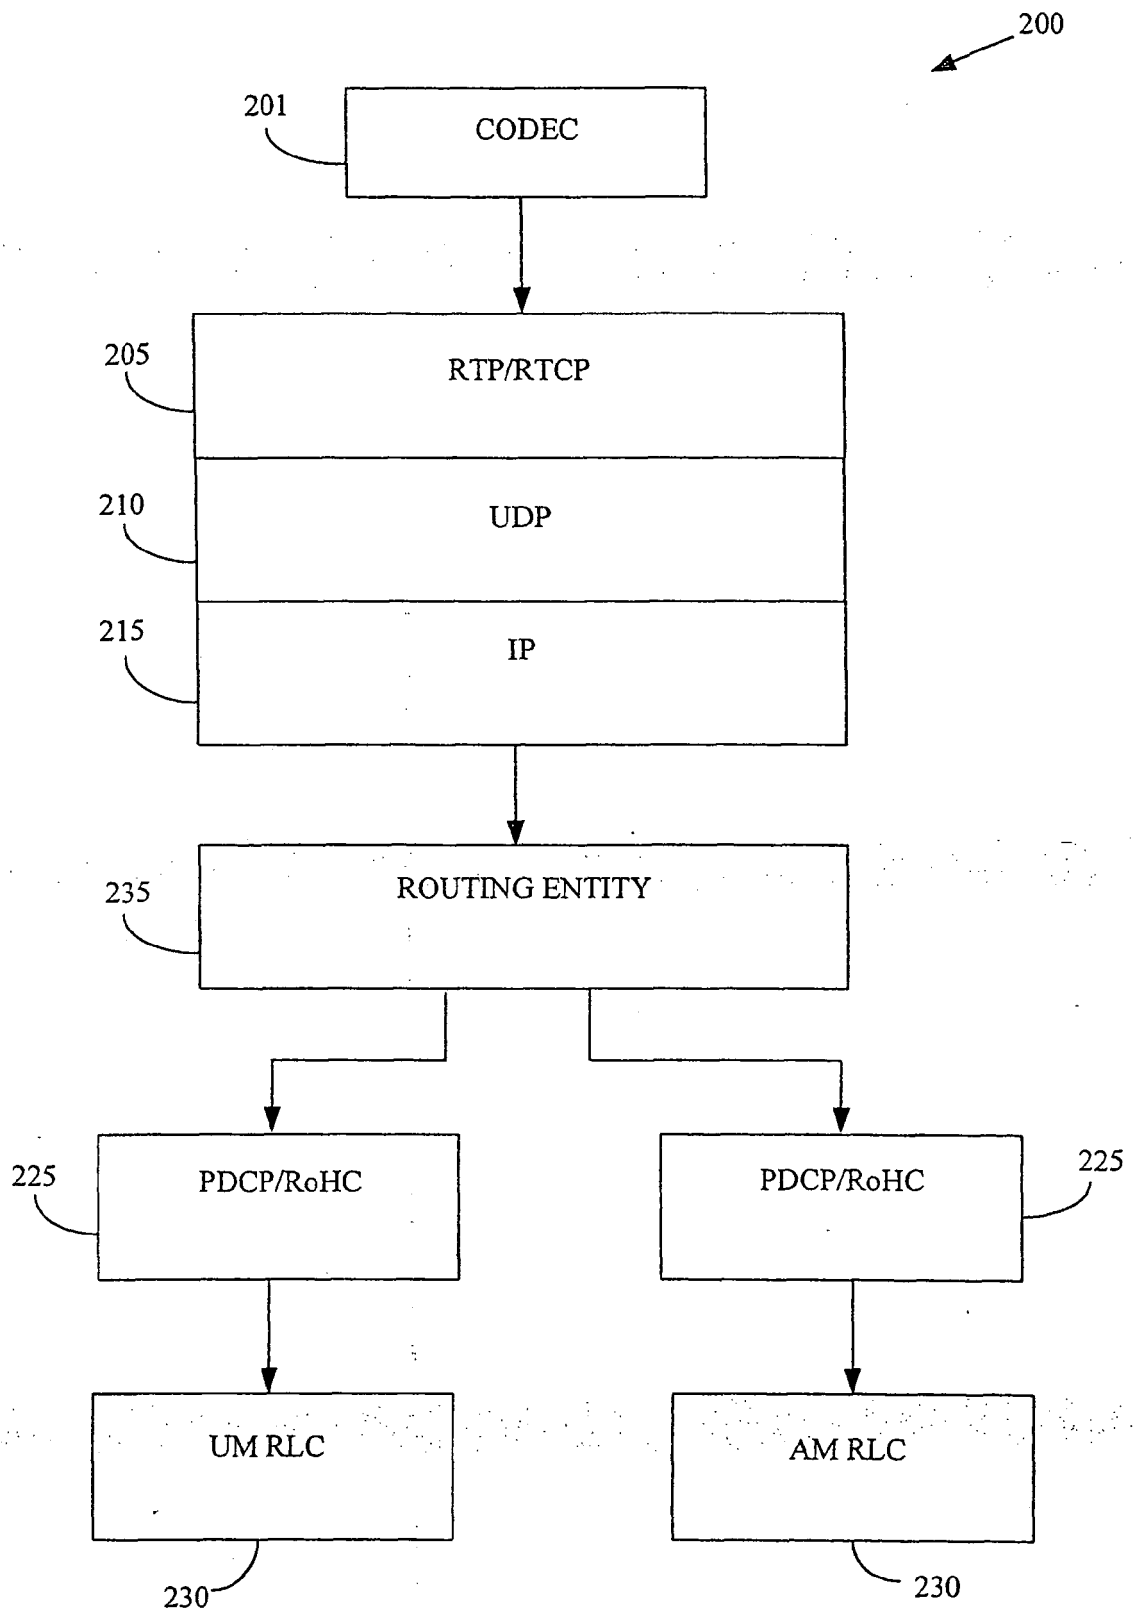 200
201
CODEC
205
RTP/RTCP
210
UDP
215
IP
235
ROUTING ENTITY
225
PDCP/RoHC
PDCP/RoHC
225
UM RLC
AM RLC
230
230